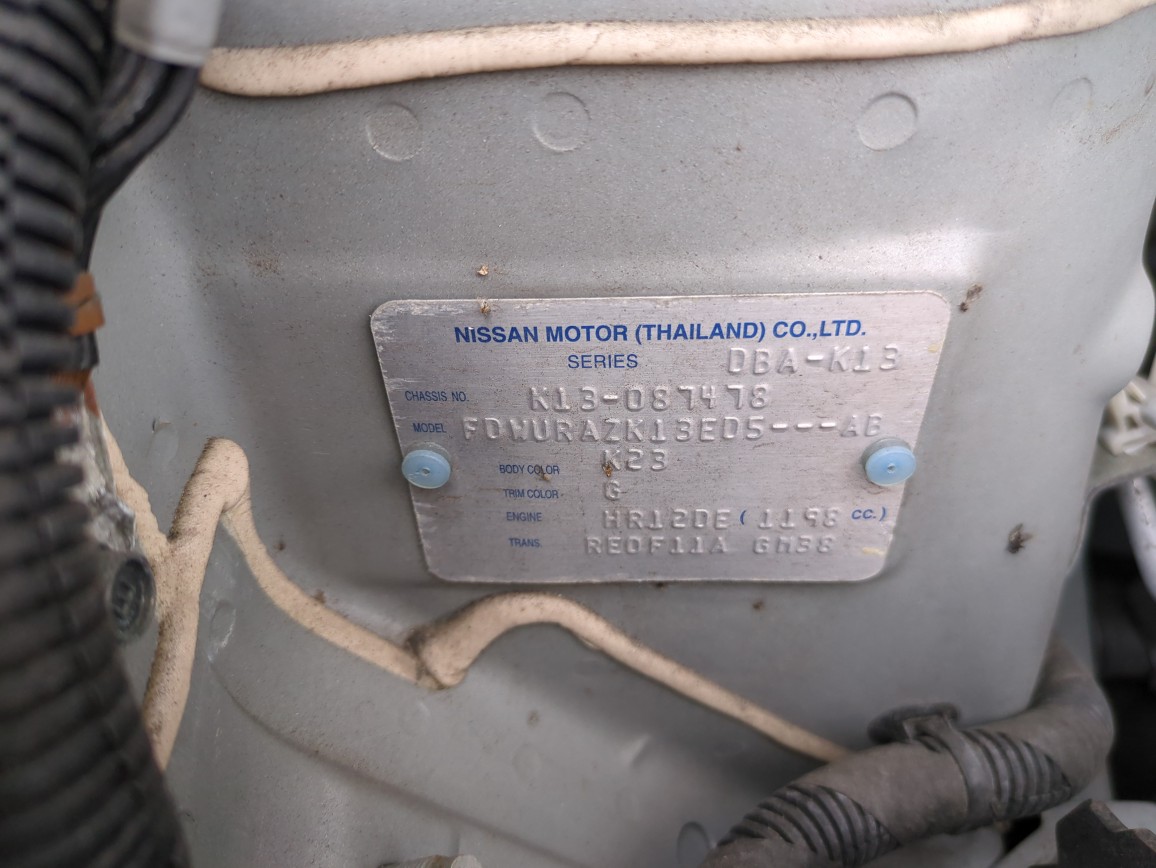 NISSAN MOTOR (THAILAND) CO.,LTD.
SERIES DBA-K13
CHASSIS NO. K13-087478
MODEL FDWURAZK13ED5---AB
BODY COLOR K23
TRIM COLOR G
ENGINE HR12DE ( 1198 CC.)
TRANS. RE0F11A GH38